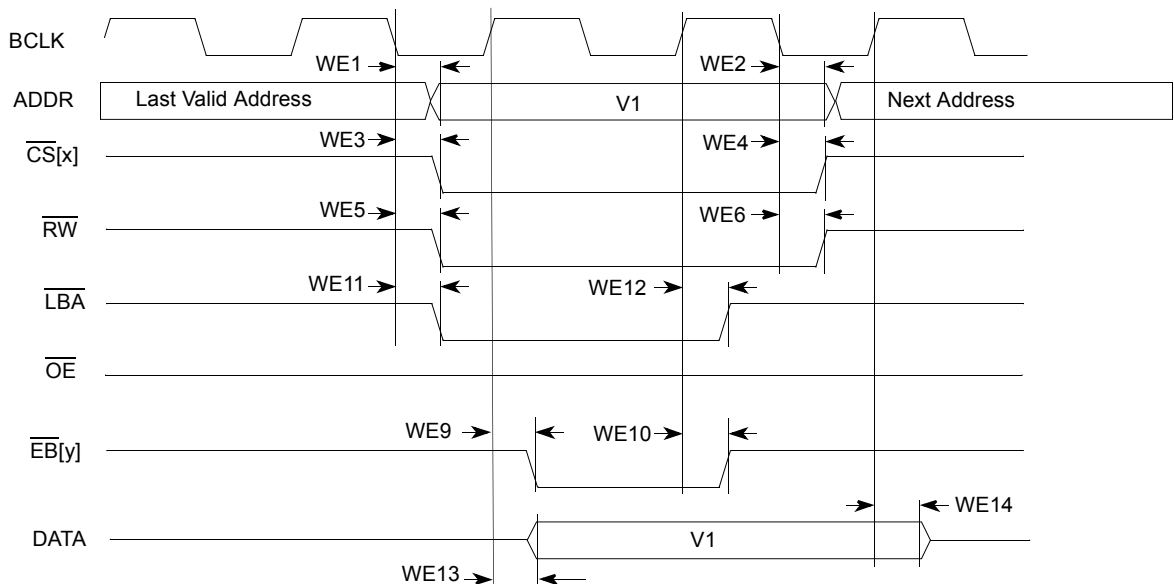 BCLK
WE1
WE2
ADDR
Last Valid Address
V1
Next Address
WE3
WE4
CS[x]
WE5
WE6
RW
WE11
WE12
LBA
OE
WE9
WE10
EB[y]
WE14
DATA
V1
WE13